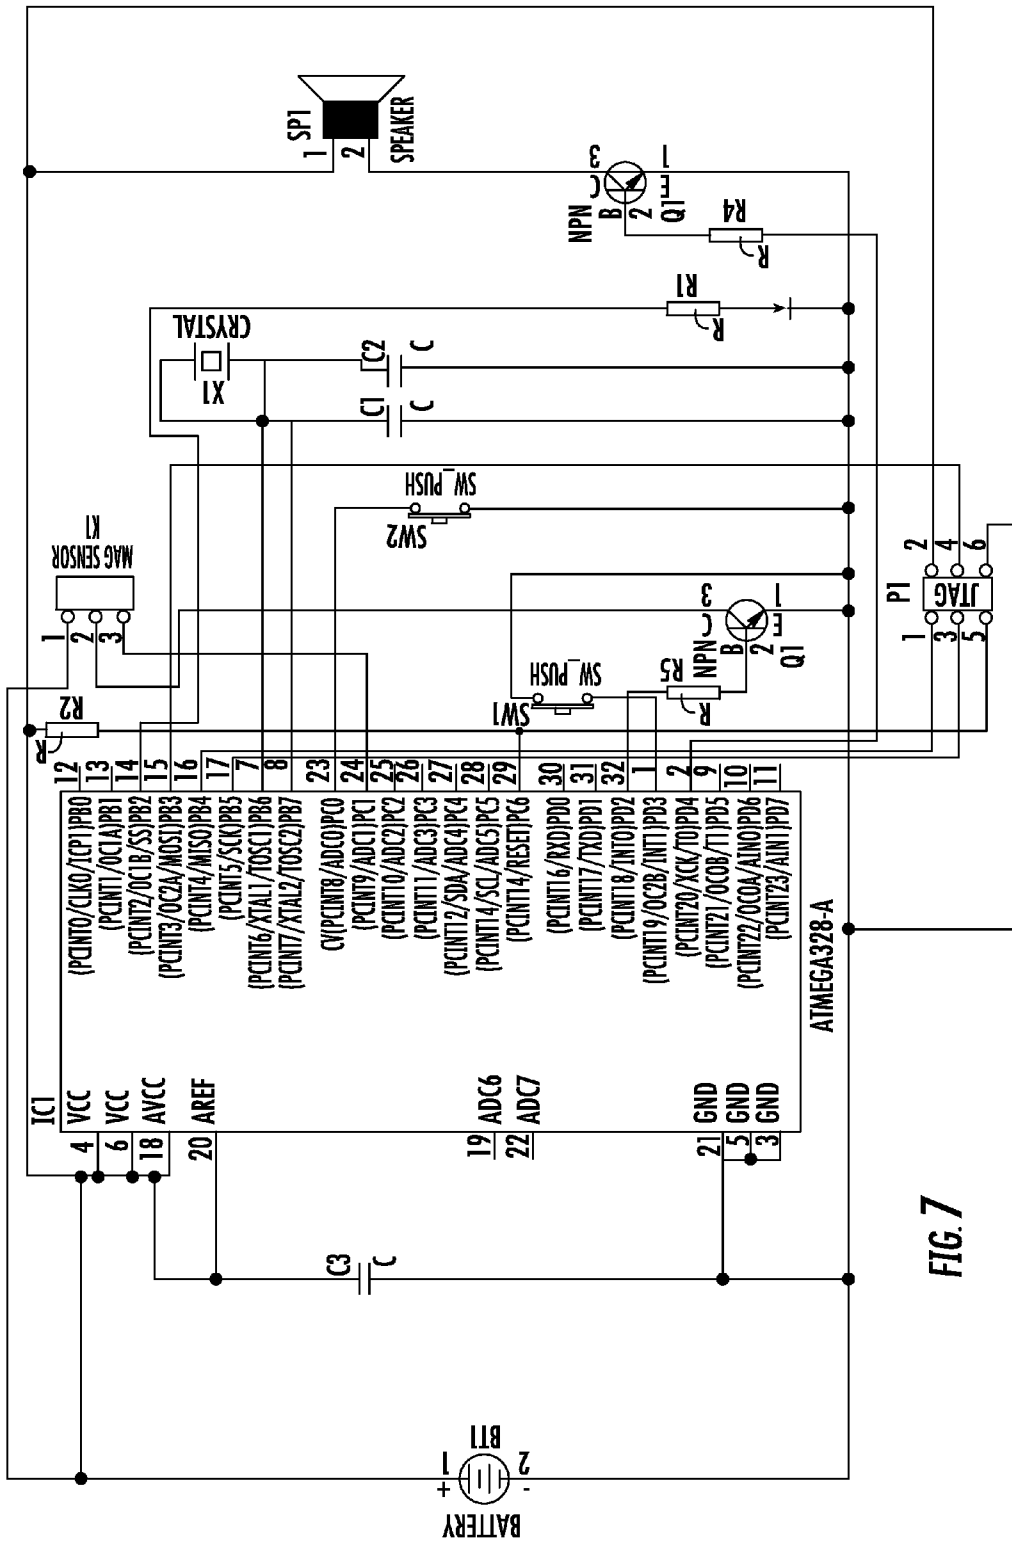 SP1
1
2
SPEAKER
3
C
NPN
B
2
E
1
Q1
R4
R
R1
R
CRYSTAL
X1
C2
C
C1
C
SW_PUSH
SW2
K1
MAG SENSOR
1
2
3
P1
JTAG
2
4
6
1
3
5
3
C
NPN
B
2
E
1
Q1
R5
R
SW_PUSH
SW1
R2
R
12
13
14
15
16
17
7
8
23
24
25
26
27
28
29
30
31
32
1
2
9
10
11
(PCINT0/CLK0/ICP1)PB0
(PCINT1/OC1A)PB1
(PCINT2/OC1B/SS)PB2
(PCINT3/OC2A/MOSI)PB3
(PCINT4/MISO)PB4
(PCINT5/SCK)PB5
(PCINT6/XTAL1/TOSC1)PB6
(PCINT7/XTAL2/TOSC2)PB7
CV(PCINT8/ADC0)PC0
(PCINT9/ADC1)PC1
(PCINT10/ADC2)PC2
(PCINT11/ADC3)PC3
(PCINT12/SDA/ADC4)PC4
(PCINT14/SCL/ADC5)PC5
(PCINT14/RESET)PC6
(PCINT16/RXD)PD0
(PCINT17/TXD)PD1
(PCINT18/INT0)PD2
(PCINT19/OC2B/INT1)PD3
(PCINT20/XCK/T0)PD4
(PCINT21/OC0B/T1)PD5
(PCINT22/OC0A/AIN0)PD6
(PCINT23/AIN1)PD7
ATMEGA328-A
IC1
VCC
VCC
AVCC
AREF
ADC6
ADC7
GND
GND
GND
4
6
18
20
19
22
21
5
3
C3
C
BT1
1
2
+
-
BATTERY
FIG. 7